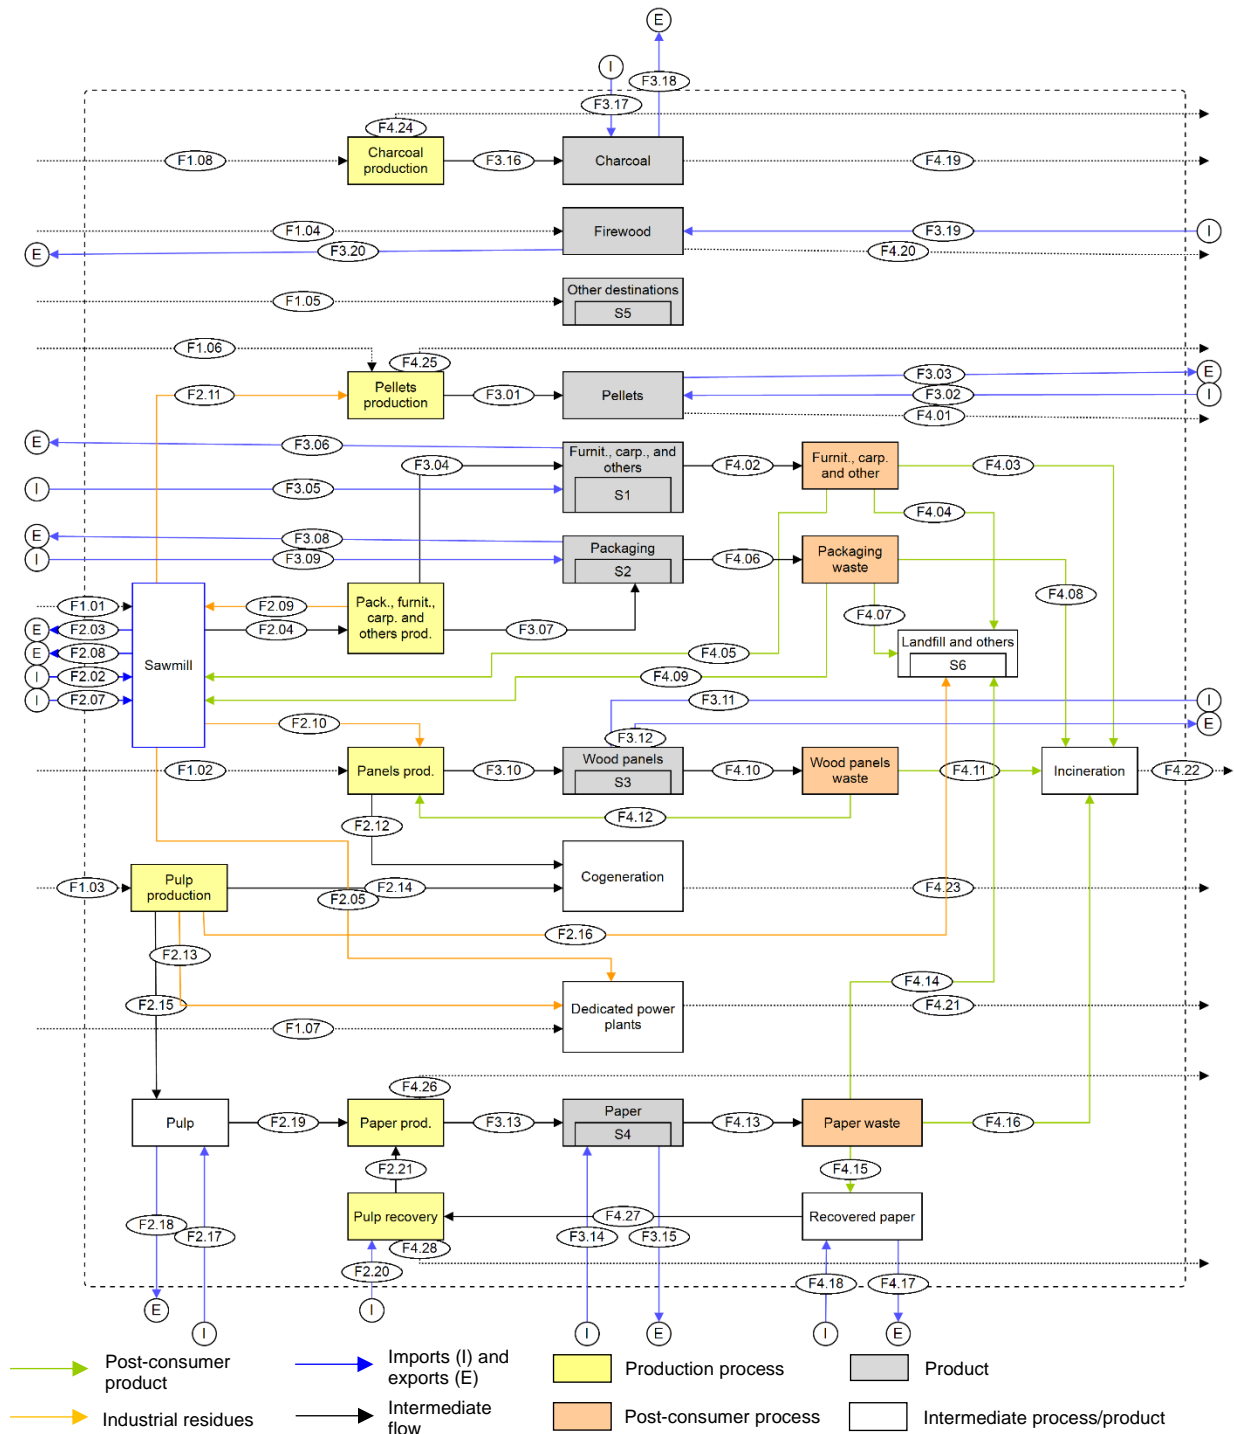 E
I
F3.18
F3.17
F4.24
F1.08
Charcoal
production
F3.16
Charcoal
F4.19
F1.04
Firewood
F3.19
I
E
F3.20
F4.20
F1.05
Other destinations
S5
F1.06
F4.25
F2.11
Pellets
production
F3.01
Pellets
F3.03
E
F3.02
I
F4.01
E
F3.06
F3.04
Furnit., carp., and
others
S1
F4.02
Furnit., carp.
and other
F4.03
I
F3.05
F4.04
E
F3.08
I
F3.09
Packaging
S2
F4.06
Packaging
waste
F4.08
F1.01
F2.09
Pack., furnit.,
carp. and
others prod.
F4.07
E
F2.03
F2.04
F3.07
E
F2.08
Sawmill
F4.05
Landfill and others
S6
I
F2.02
F4.09
I
F2.07
F3.11
I
F2.10
F3.12
E
F1.02
Panels prod.
F3.10
Wood panels
S3
F4.10
Wood panels
waste
F4.11
Incineration
F4.22
F2.12
F4.12
F1.03
Pulp
production
F2.14
F2.05
Cogeneration
F4.23
F2.16
F2.13
F4.14
F2.15
Dedicated power
plants
F4.21
F1.07
F4.26
Pulp
F2.19
Paper prod.
F3.13
Paper
S4
F4.13
Paper waste
F4.16
F2.21
F4.15
F2.18
F2.17
Pulp recovery
F4.27
Recovered paper
F3.14
F3.15
F4.28
F2.20
F4.18
F4.17
E
I
I
I
E
I
E
Post-consumer
product
Imports (I) and
exports (E)
Production process
Product
Industrial residues
Intermediate
flow
Post-consumer process
Intermediate process/product